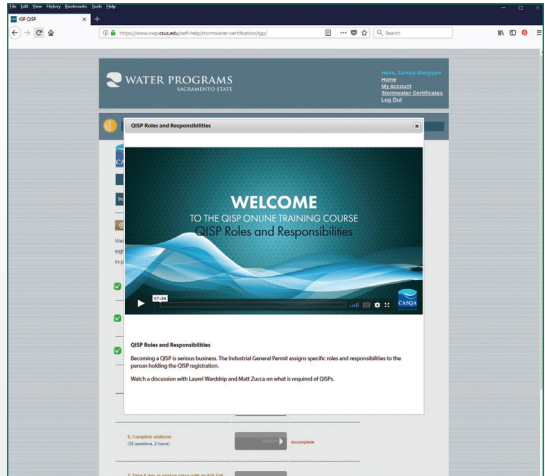 File Edit View History Bookmarks Tools Help
IGP QISP
https://www.owp.csus.edu/self-help/stormwater-certification/igp/
Search
WATER PROGRAMS
SACRAMENTO STATE
Home
My Account
Stormwater Certificates
Log Out
QISP Roles and Responsibilities
WELCOME
TO THE QISP ONLINE TRAINING COURSE
QISP Roles and Responsibilities
07:04
CASQA
QISP Roles and Responsibilities
Becoming a QISP is serious business. The Industrial General Permit assigns specific roles and responsibilities to the
person holding the QISP registration.
Watch a discussion with Laurel Warddrip and Matt Zucca on what is required of QISPs.
6. Complete midterm
(35 questions, 2 hours)
Incomplete